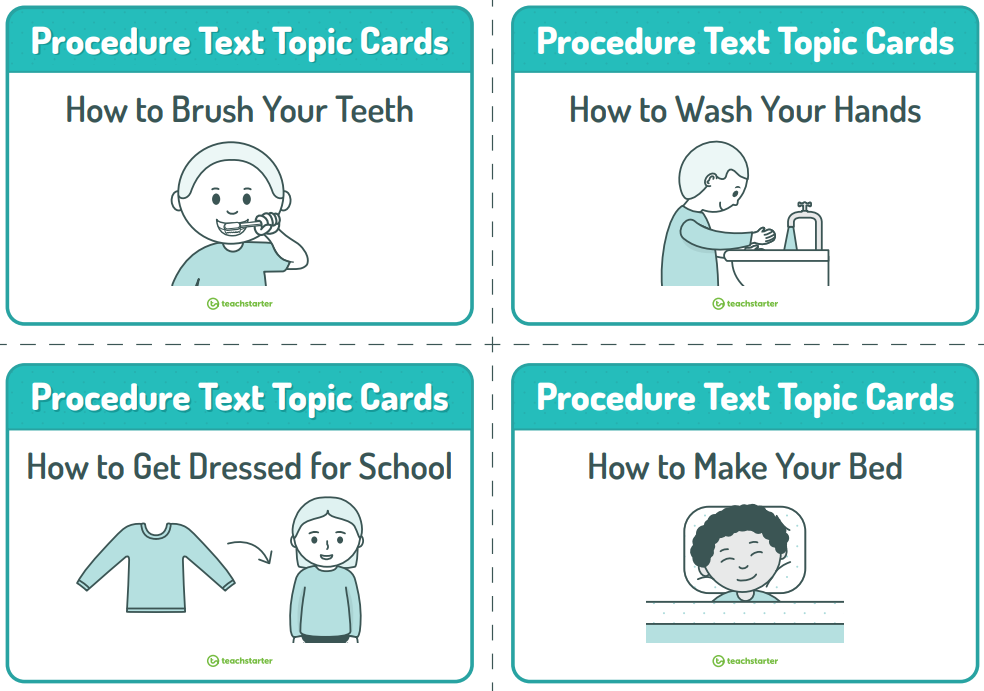 Procedure Text Topic Cards
How to Brush Your Teeth
teachstarter
Procedure Text Topic Cards
How to Wash Your Hands
teachstarter
Procedure Text Topic Cards
How to Get Dressed for School
teachstarter
Procedure Text Topic Cards
How to Make Your Bed
teachstarter